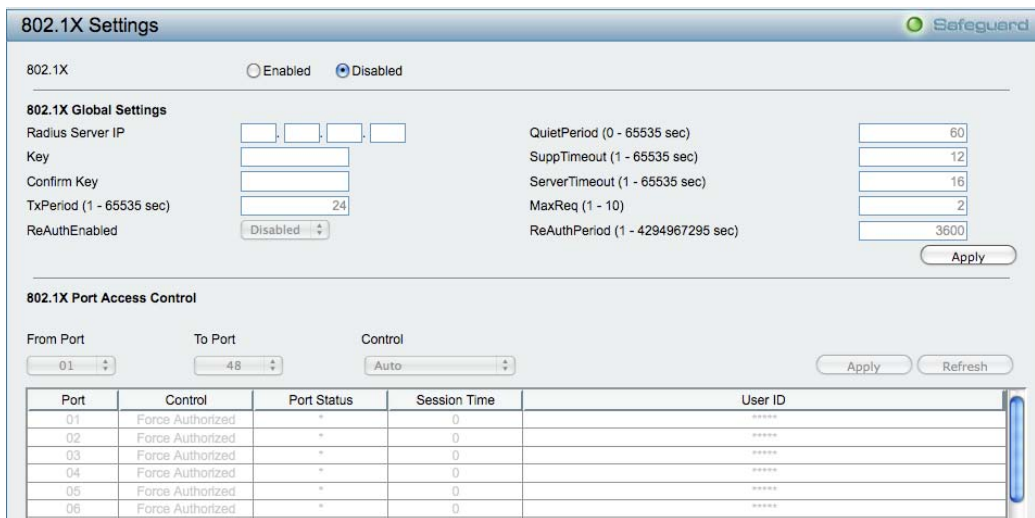 802.1X Settings Safeguard
802.1X Enabled Disabled
802.1X Global Settings
Radius Server IP . . . QuietPeriod (0 - 65535 sec) 60
Key SuppTimeout (1 - 65535 sec) 12
Confirm Key ServerTimeout (1 - 65535 sec) 16
TxPeriod (1 - 65535 sec) 24 MaxReq (1 - 10) 2
ReAuthEnabled Disabled ReAuthPeriod (1 - 4294967295 sec) 3600
Apply
802.1X Port Access Control
From Port To Port Control
01 48 Auto Apply Refresh
Port Control Port Status Session Time User ID
01 Force Authorized * 0 *****
02 Force Authorized * 0 *****
03 Force Authorized * 0 *****
04 Force Authorized * 0 *****
05 Force Authorized * 0 *****
06 Force Authorized * 0 *****